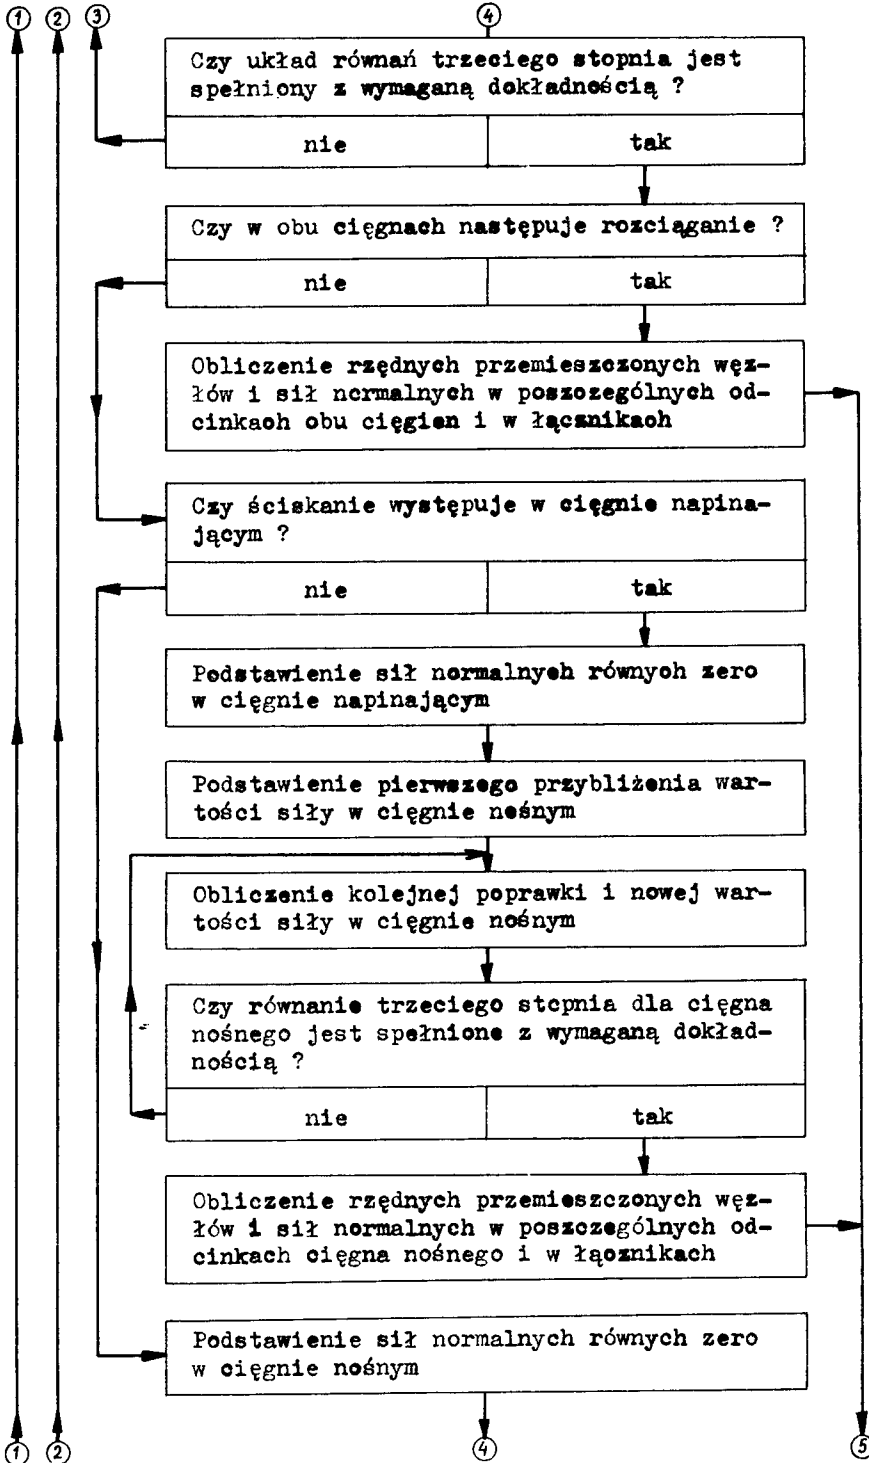 1 2 3 4
Czy układ równań trzeciego stopnia jest
spełniony z wymaganą dokładnością ?
nie tak
Czy w obu cięgnach następuje rozciąganie ?
nie tak
Obliczenie rzędnych przemieszczonych węz-
łów i sił normalnych w poszczególnych od-
cinkach obu cięgien i w łącznikach
Czy ściskanie występuje w cięgnie napina-
jącym ?
nie tak
Podstawienie sił normalnych równych zero
w cięgnie napinającym
Podstawienie pierwszego przybliżenia war-
tości siły w cięgnie nośnym
Obliczenie kolejnej poprawki i nowej war-
tości siły w cięgnie nośnym
Czy równanie trzeciego stopnia dla cięgna
nośnego jest spełnione z wymaganą dokład-
nością ?
nie tak
Obliczenie rzędnych przemieszczonych węz-
łów i sił normalnych w poszczególnych od-
cinkach cięgna nośnego i w łącznikach
Podstawienie sił normalnych równych zero
w cięgnie nośnym
1 2 4 5